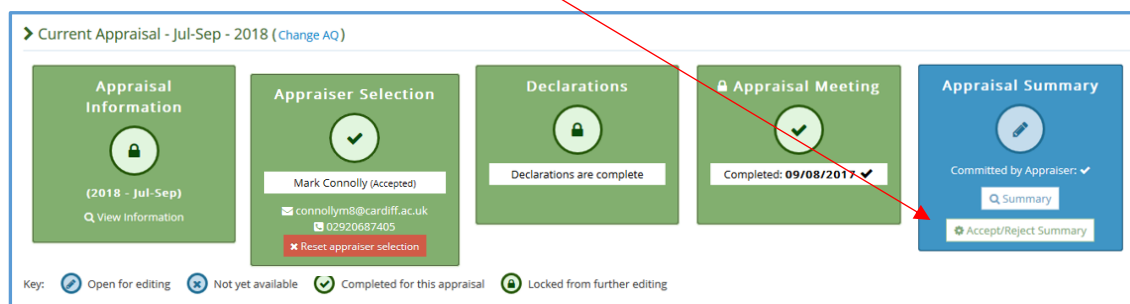 Current Appraisal - Jul-Sep - 2018 (Change AQ)
Appraisal
Information
(2018 - Jul-Sep)
View Information
Appraiser Selection
Mark Connolly (Accepted)
connollym8@cardiff.ac.uk
02920687405
Reset appraiser selection
Declarations
Declarations are complete
Appraisal Meeting
Completed: 09/08/2017
Appraisal Summary
Committed by Appraiser:
Summary
Accept/Reject Summary
Key: Open for editing Not yet available Completed for this appraisal Locked from further editing